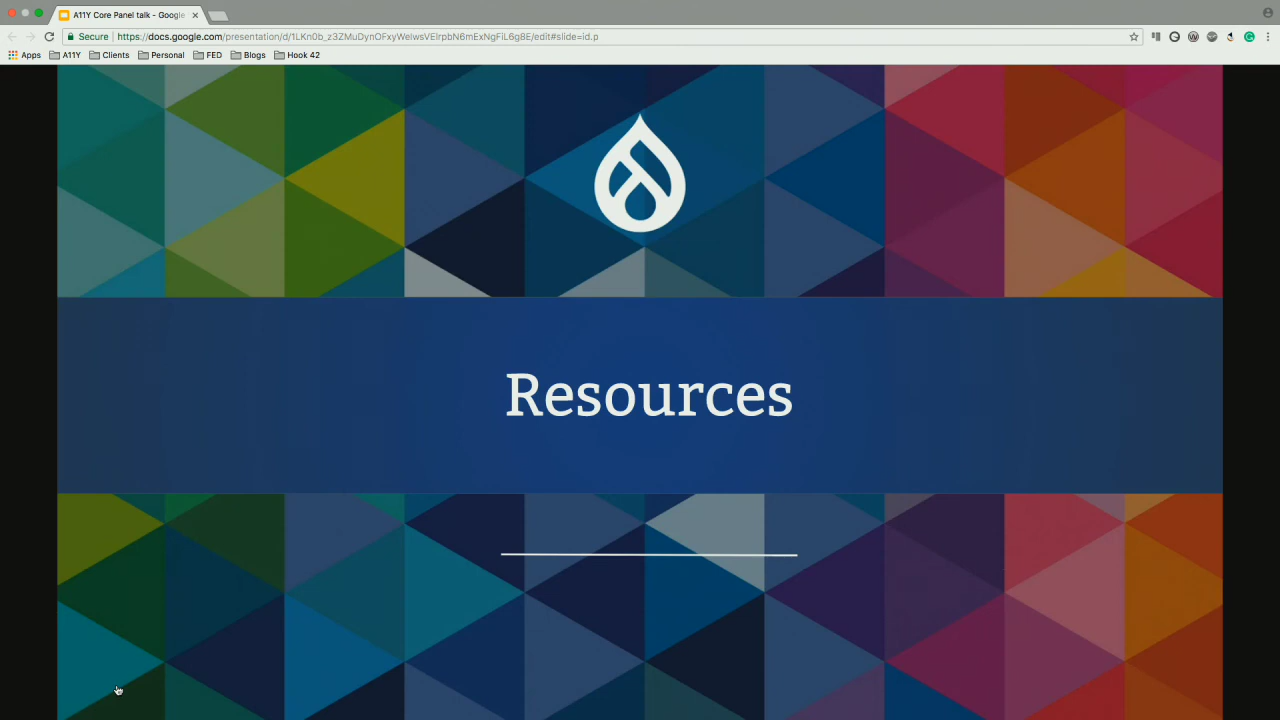 A11Y Core Panel talk - Google
Secure
https://docs.google.com/presentation/d/1LKn0b_z3ZMuDynOFxyWelwsVElrpbN6mExNgFiL6g8E/edit#slide=id.p
Apps A11Y Clients Personal FED Blogs Hook 42
Resources